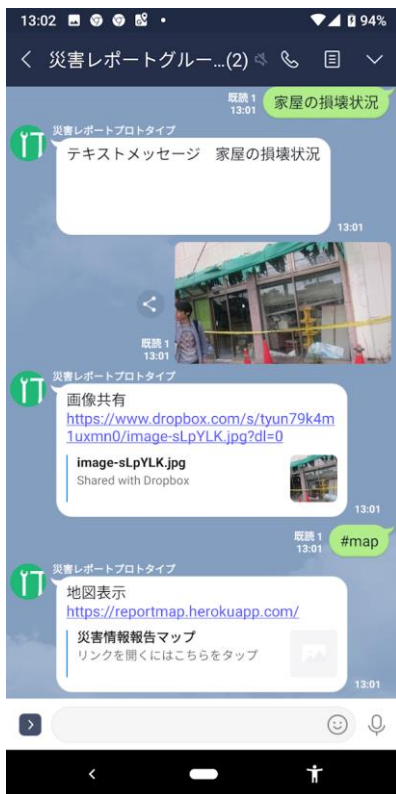 13:02
94%
災害レポートグルー...(2)
既読 1
13:01
家屋の損壊状況
災害レポートプロトタイプ
テキストメッセージ　家屋の損壊状況
13:01
既読 1
13:01
災害レポートプロトタイプ
画像共有
https://www.dropbox.com/s/tyun79k4m
1uxmn0/image-sLpYLK.jpg?dl=0
image-sLpYLK.jpg
Shared with Dropbox
13:01
既読 1
13:01
#map
災害レポートプロトタイプ
地図表示
https://reportmap.herokuapp.com/
災害情報報告マップ
リンクを開くにはこちらをタップ
13:01